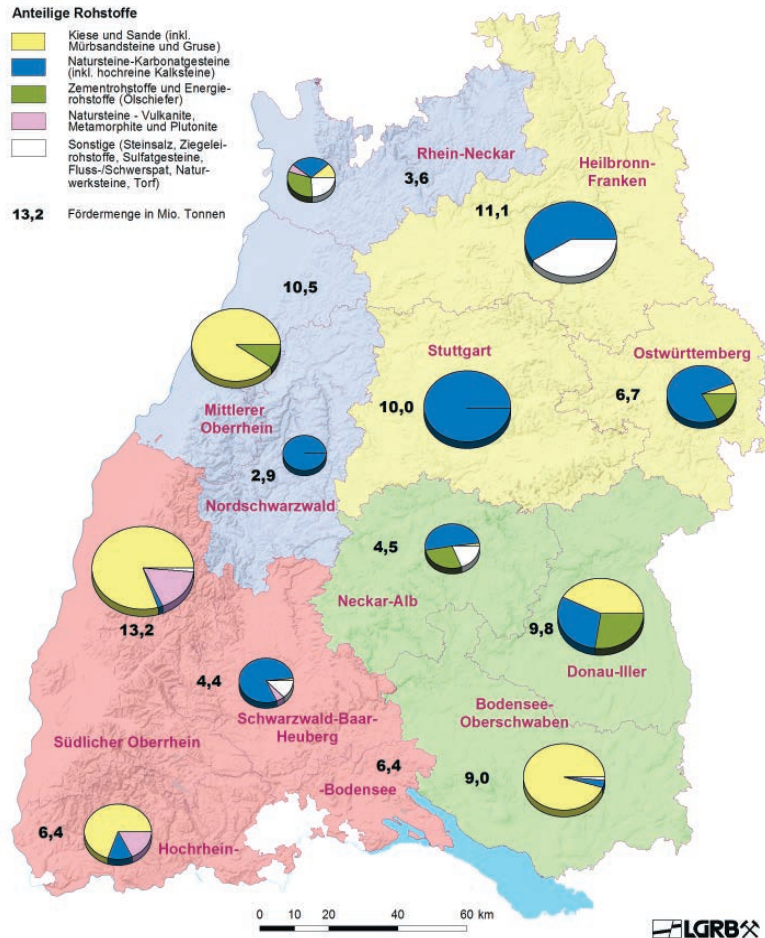 Anteilige Rohstoffe
Kiese und Sande (inkl.
Mürbsandsteine und Gruse)
Natursteine-Karbonatgesteine
(inkl. hochreine Kalksteine)
Zementrohstoffe und Energie-
rohstoffe (Ölschiefer)
Natursteine - Vulkanite,
Metamorphite und Plutonite
Sonstige (Steinsalz, Ziegelei-
rohstoffe, Sulfatgesteine,
Fluss-/Schwerspat, Natur-
werksteine, Torf)
13,2 Fördermenge in Mio. Tonnen
Rhein-Neckar
3,6
Heilbronn-
Franken
11,1
10,5
Mittlerer
Oberrhein
Stuttgart
10,0
Ostwürttemberg
6,7
2,9
Nordschwarzwald
4,5
Neckar-Alb
13,2
9,8
Donau-Iller
4,4
Schwarzwald-Baar-
Heuberg
Südlicher Oberrhein
Bodensee-
Oberschwaben
9,0
6,4
-Bodensee
6,4
Hochrhein-
0 10 20 40 60 km
LGRB